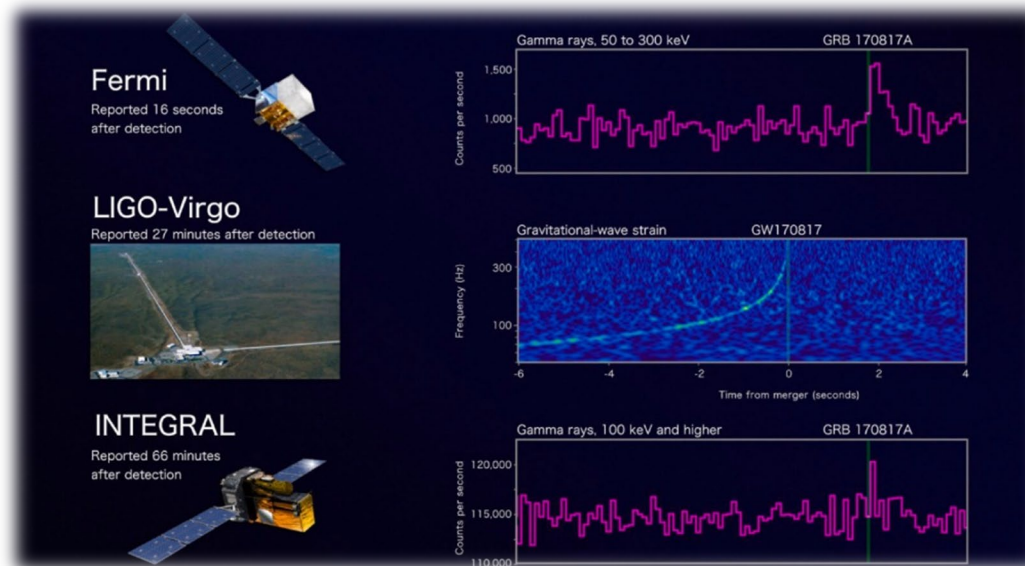 Fermi
Reported 16 seconds
after detection
Gamma rays, 50 to 300 keV
GRB 170817A
Counts per second
1,500
1,000
500
LIGO-Virgo
Reported 27 minutes after detection
Gravitational-wave strain
GW170817
Frequency (Hz)
300
100
-6
-4
-2
0
2
4
Time from merger (seconds)
INTEGRAL
Reported 66 minutes
after detection
Gamma rays, 100 keV and higher
GRB 170817A
Counts per second
120,000
115,000
110,000